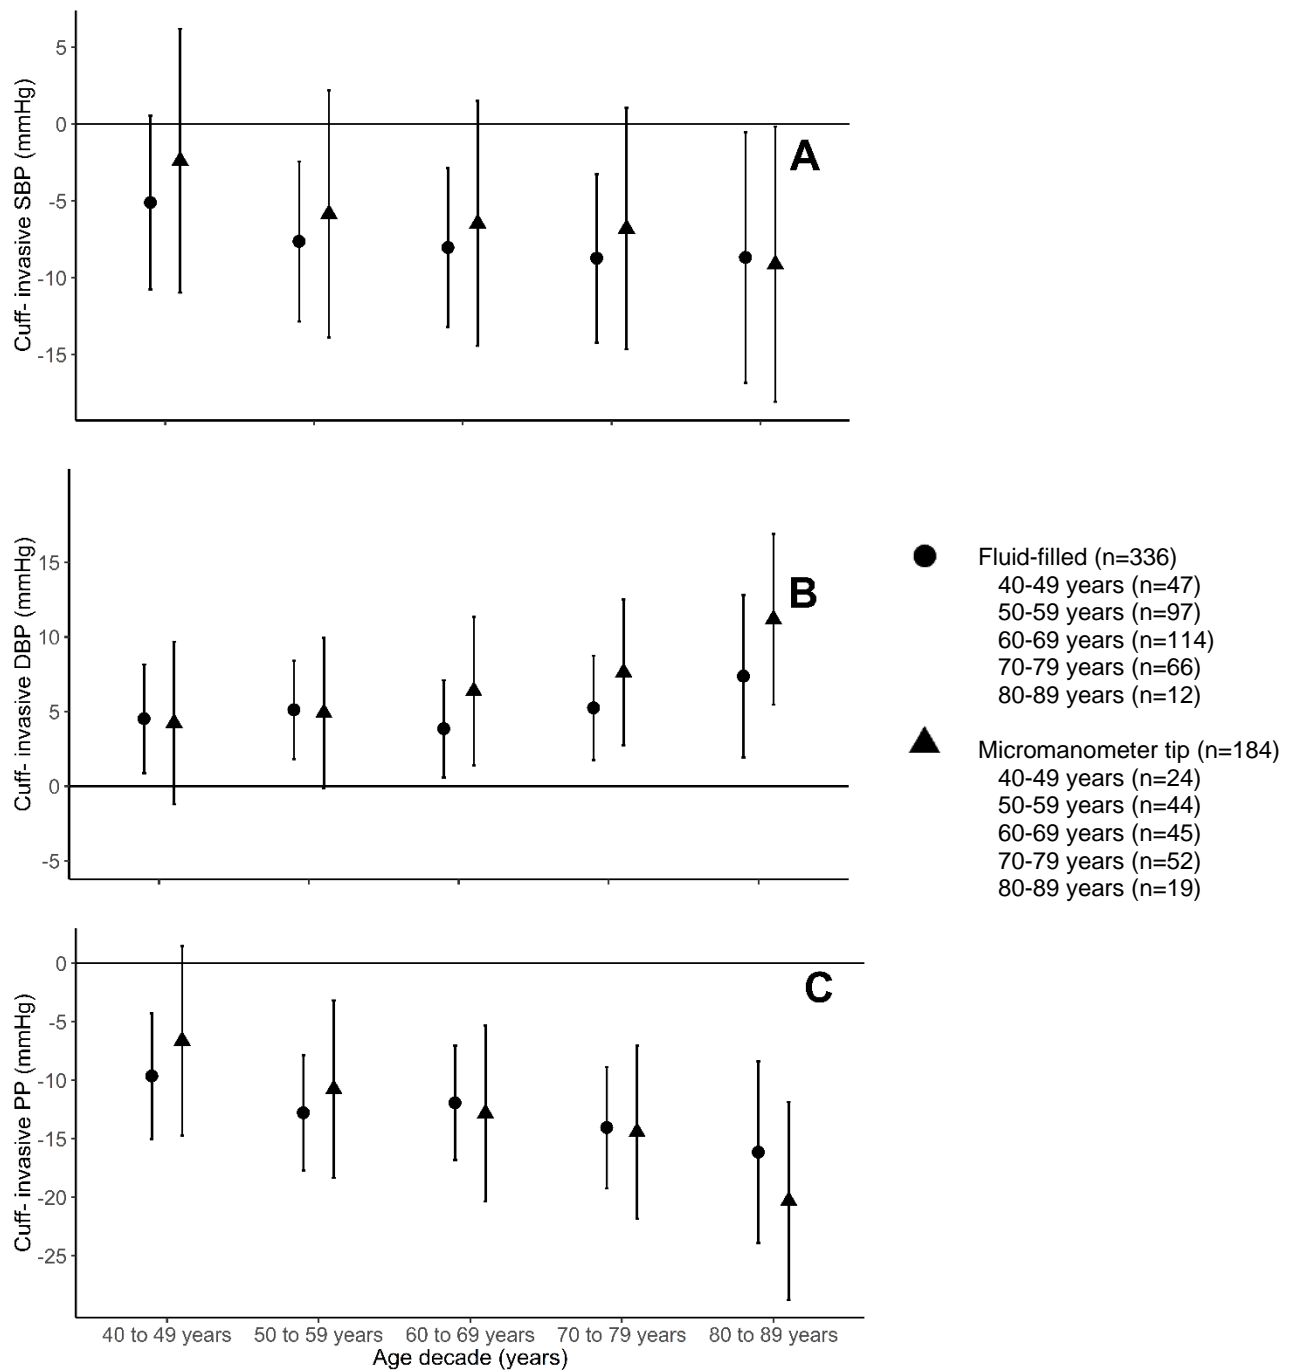 Cuff- invasive SBP (mmHg)
5
0
-5
-10
-15
A
Cuff- invasive DBP (mmHg)
15
10
5
0
-5
B
Fluid-filled (n=336)
40-49 years (n=47)
50-59 years (n=97)
60-69 years (n=114)
70-79 years (n=66)
80-89 years (n=12)
Micromanometer tip (n=184)
40-49 years (n=24)
50-59 years (n=44)
60-69 years (n=45)
70-79 years (n=52)
80-89 years (n=19)
Cuff- invasive PP (mmHg)
0
-5
-10
-15
-20
-25
C
40 to 49 years 50 to 59 years 60 to 69 years 70 to 79 years 80 to 89 years
Age decade (years)